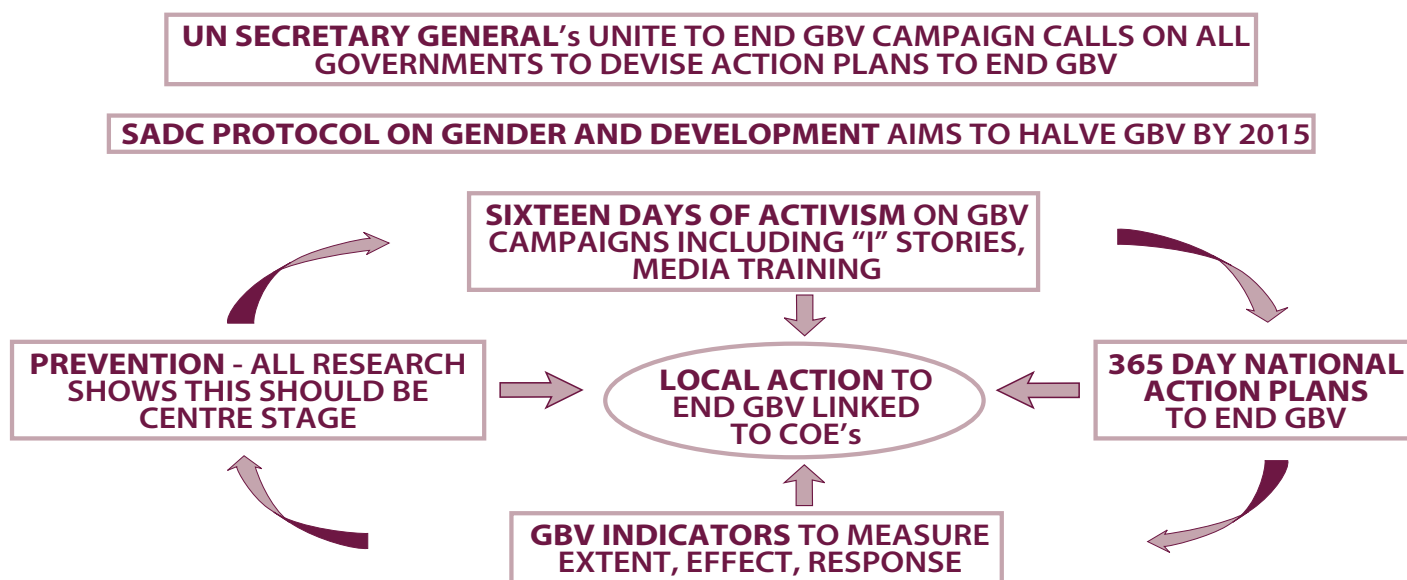 UN SECRETARY GENERAL's UNITE TO END GBV CAMPAIGN CALLS ON ALL
GOVERNMENTS TO DEVISE ACTION PLANS TO END GBV
SADC PROTOCOL ON GENDER AND DEVELOPMENT AIMS TO HALVE GBV BY 2015
SIXTEEN DAYS OF ACTIVISM ON GBV
CAMPAIGNS INCLUDING “I” STORIES,
MEDIA TRAINING
PREVENTION - ALL RESEARCH
SHOWS THIS SHOULD BE
CENTRE STAGE
LOCAL ACTION TO
END GBV LINKED
TO COE's
365 DAY NATIONAL
ACTION PLANS
TO END GBV
GBV INDICATORS TO MEASURE
EXTENT, EFFECT, RESPONSE